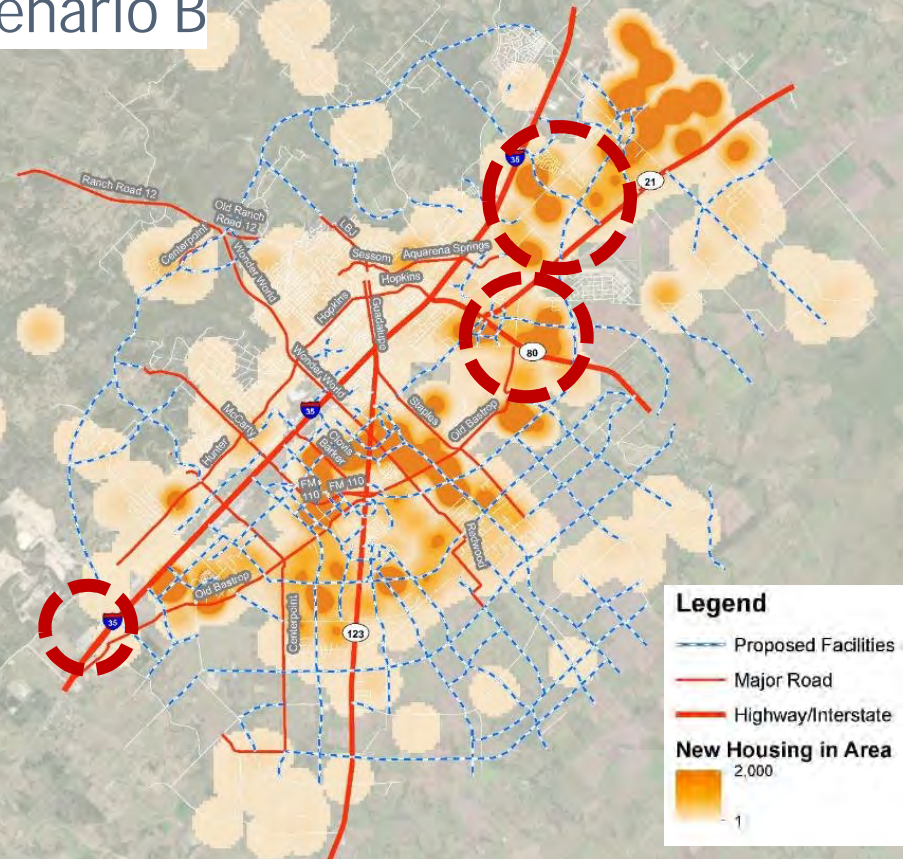 enario B
35
21
Ranch Road 12
Old Ranch
Road 12
Centerpoint
Wonder World
LBJ
Sessom
Aquarena Springs
Hopkins
Hopkins
Guadalupe
80
Wonder World
35
McCarty
Hunter
Staples
Old Bastrop
Clovis
Barker
FM
110
FM 110
Redwood
Old Bastrop
Centerpoint
35
123
Legend
Proposed Facilities
Major Road
Highway/Interstate
New Housing in Area
2,000
1